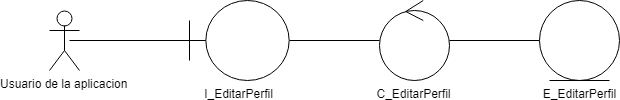 Usuario de la aplicacion
I_EditarPerfil
C_EditarPerfil
E_EditarPerfil